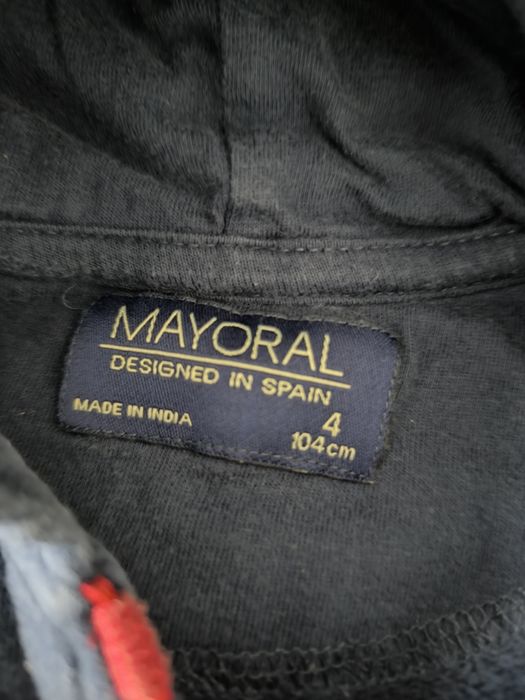 MAYORAL
DESIGNED IN SPAIN
MADE IN INDIA
4
104cm